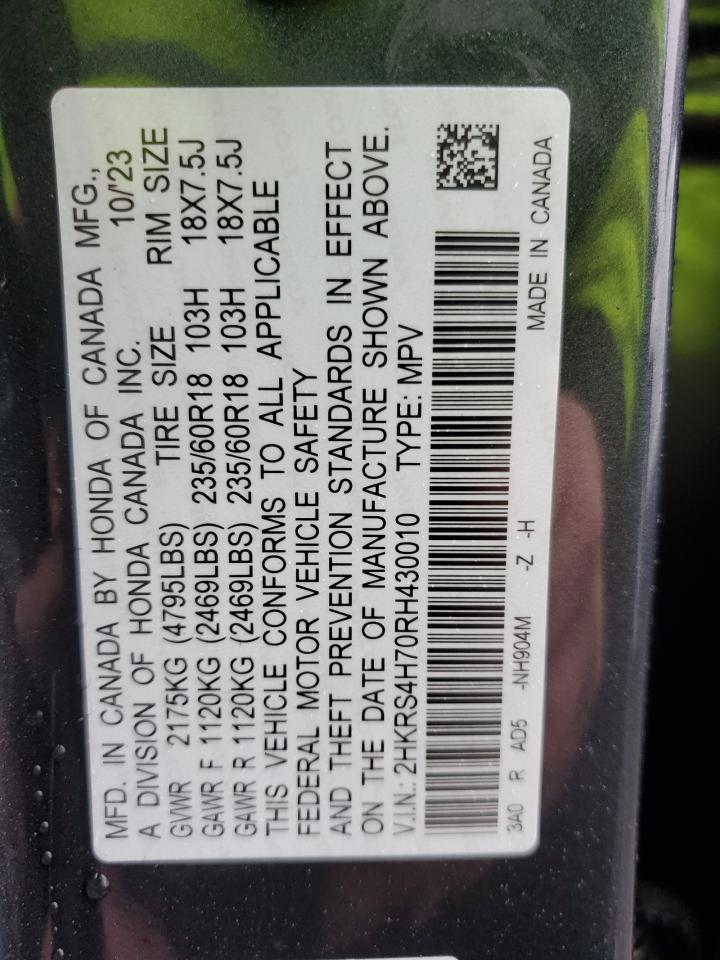 MFD. IN CANADA BY HONDA OF CANADA MFG.,
A DIVISION OF HONDA CANADA INC. 10/'23
GVWR 2175KG (4795LBS) TIRE SIZE RIM SIZE
GAWR F 1120KG (2469LBS) 235/60R18 103H 18X7.5J
GAWR R 1120KG (2469LBS) 235/60R18 103H 18X7.5J
THIS VEHICLE CONFORMS TO ALL APPLICABLE
FEDERAL MOTOR VEHICLE SAFETY
AND THEFT PREVENTION STANDARDS IN EFFECT
ON THE DATE OF MANUFACTURE SHOWN ABOVE.
V.I.N.: 2HKRS4H70RH430010 TYPE: MPV
3A0 R AD5 -NH904M -Z -H MADE IN CANADA